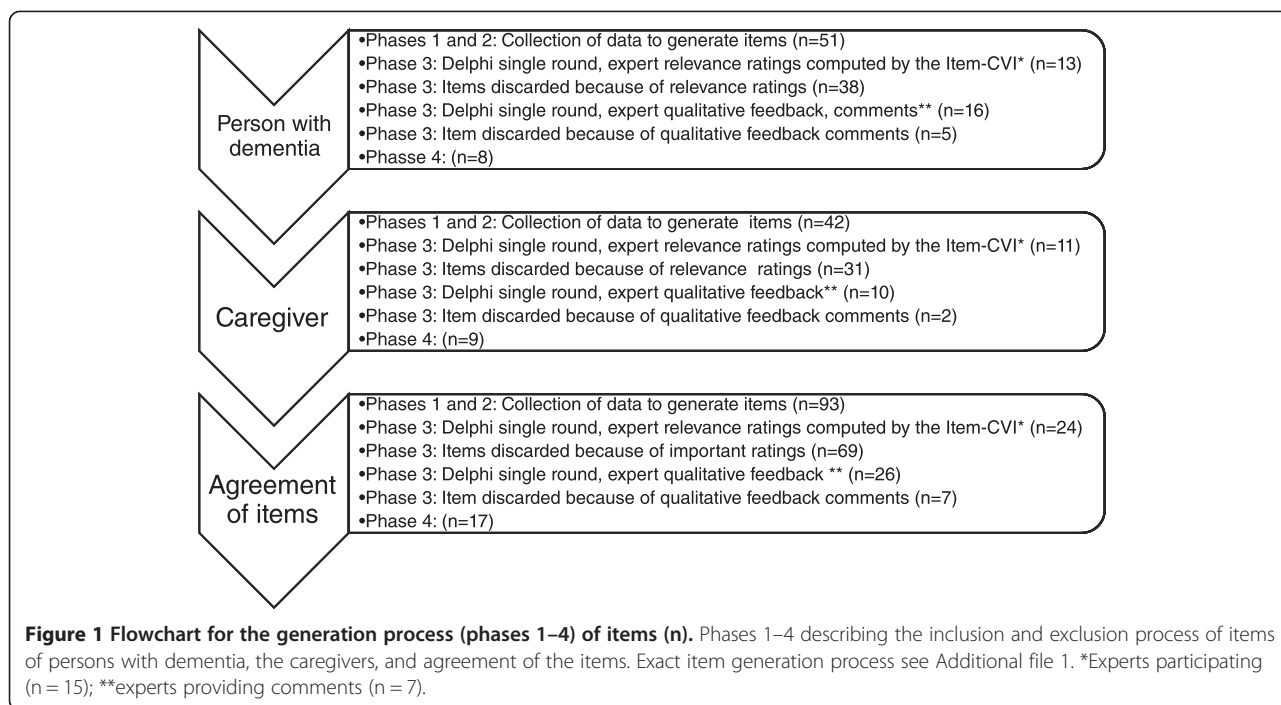 •Phases 1 and 2: Collection of data to generate items (n=51)
•Phase 3: Delphi single round, expert relevance ratings computed by the Item-CVI* (n=13)
•Phase 3: Items discarded because of relevance ratings (n=38)
•Phase 3: Delphi single round, expert qualitative feedback, comments** (n=16)
•Phase 3: Item discarded because of qualitative feedback comments (n=5)
•Phasse 4: (n=8)
Person with
dementia
•Phases 1 and 2: Collection of data to generate items (n=42)
•Phase 3: Delphi single round, expert relevance ratings computed by the Item-CVI* (n=11)
•Phase 3: Items discarded because of relevance ratings (n=31)
•Phase 3: Delphi single round, expert qualitative feedback** (n=10)
•Phase 3: Item discarded because of qualitative feedback comments (n=2)
•Phase 4: (n=9)
Caregiver
•Phases 1 and 2: Collection of data to generate items (n=93)
•Phase 3: Delphi single round, expert relevance ratings computed by the Item-CVI* (n=24)
•Phase 3: Items discarded because of important ratings (n=69)
•Phase 3: Delphi single round, expert qualitative feedback ** (n=26)
•Phase 3: Item discarded because of qualitative feedback comments (n=7)
•Phase 4: (n=17)
Agreement
of items
Figure 1 Flowchart for the generation process (phases 1–4) of items (n). Phases 1–4 describing the inclusion and exclusion process of items
of persons with dementia, the caregivers, and agreement of the items. Exact item generation process see Additional file 1. *Experts participating
(n = 15); **experts providing comments (n = 7).